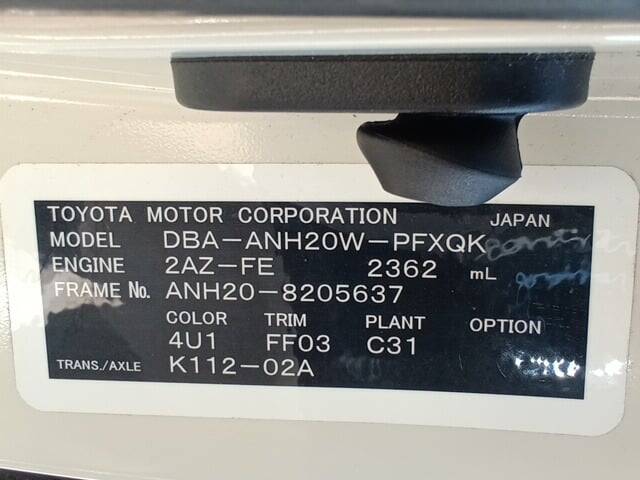 TOYOTA MOTOR CORPORATION JAPAN
MODEL DBA-ANH20W-PFXQK
ENGINE 2AZ-FE 2362 mL
FRAME No. ANH20-8205637
COLOR TRIM PLANT OPTION
4U1 FF03 C31
TRANS./AXLE K112-02A